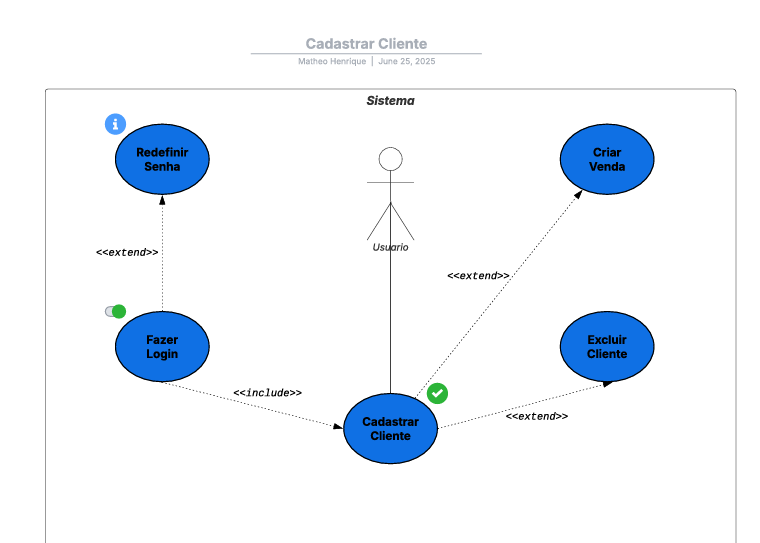 Cadastrar Cliente
Matheo Henrique | June 25, 2025
Sistema
Redefinir
Senha
Criar
Venda
Usuario
<<extend>>
<<extend>>
Fazer
Login
Excluir
Cliente
<<include>>
<<extend>>
Cadastrar
Cliente